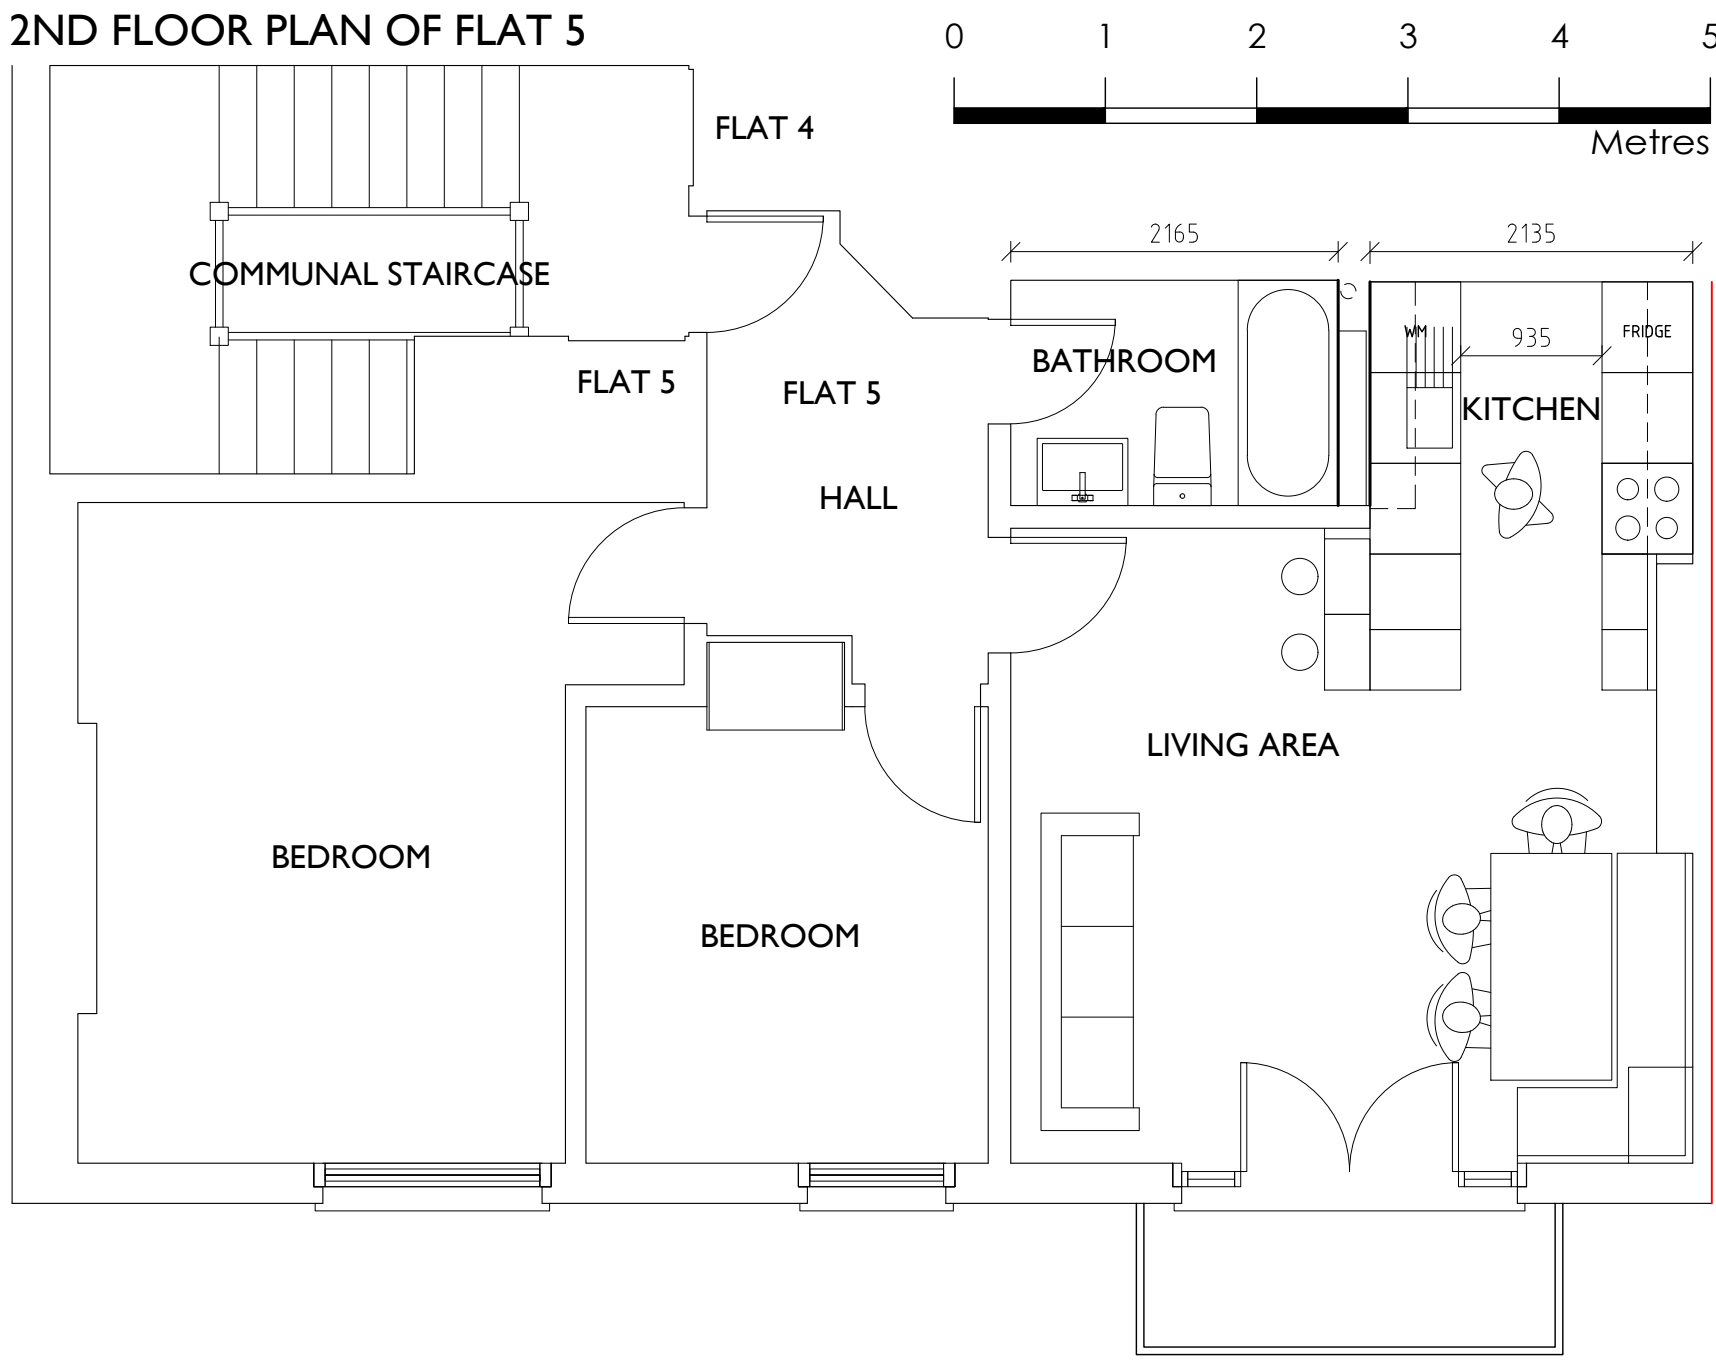 2ND FLOOR PLAN OF FLAT 5
0 1 2 3 4 5
Metres
FLAT 4
COMMUNAL STAIRCASE
2165
2135
WM
935
FRIDGE
BATHROOM
FLAT 5
FLAT 5
KITCHEN
HALL
LIVING AREA
BEDROOM
BEDROOM